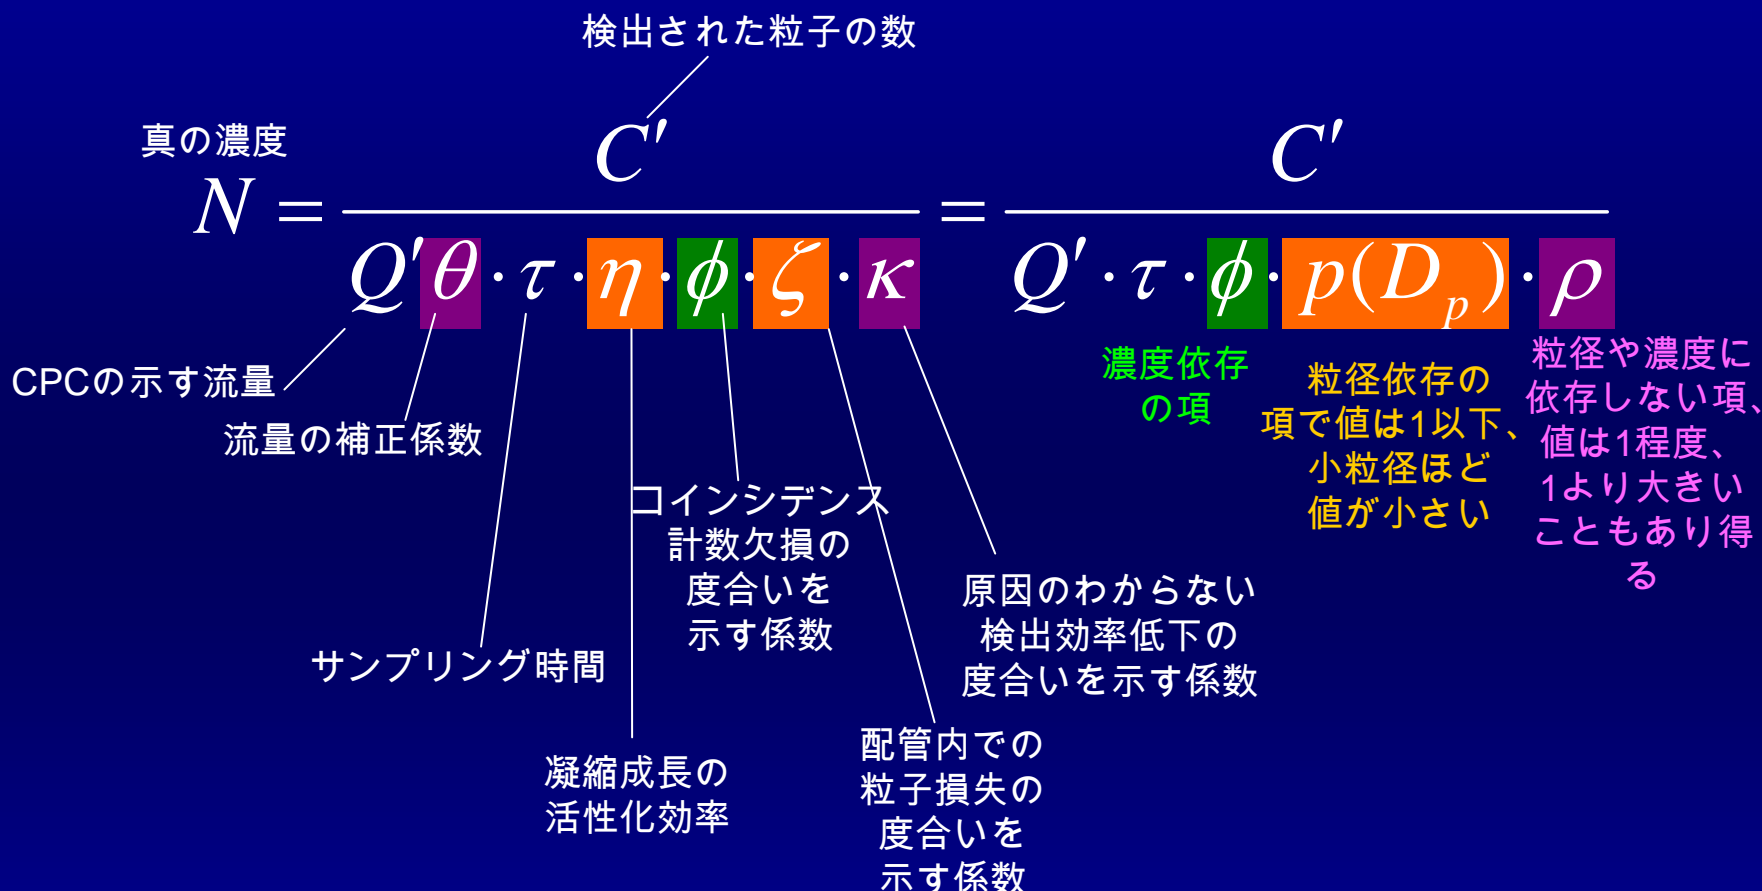 検出された粒子の数
真の濃度
N = C′ / (Q′θ · τ · η · ϕ · ζ · κ) = C′ / (Q′ · τ · ϕ · p(D_p) · ρ)
CPCの示す流量
流量の補正係数
サンプリング時間
凝縮成長の
活性化効率
コインシデンス
計数欠損の
度合いを
示す係数
配管内での
粒子損失の
度合いを
示す係数
原因のわからない
検出効率低下の
度合いを示す係数
濃度依存
の項
粒径依存の
項で値は1以下、
小粒径ほど
値が小さい
粒径や濃度に
依存しない項、
値は1程度、
1より大きい
こともあり得
る